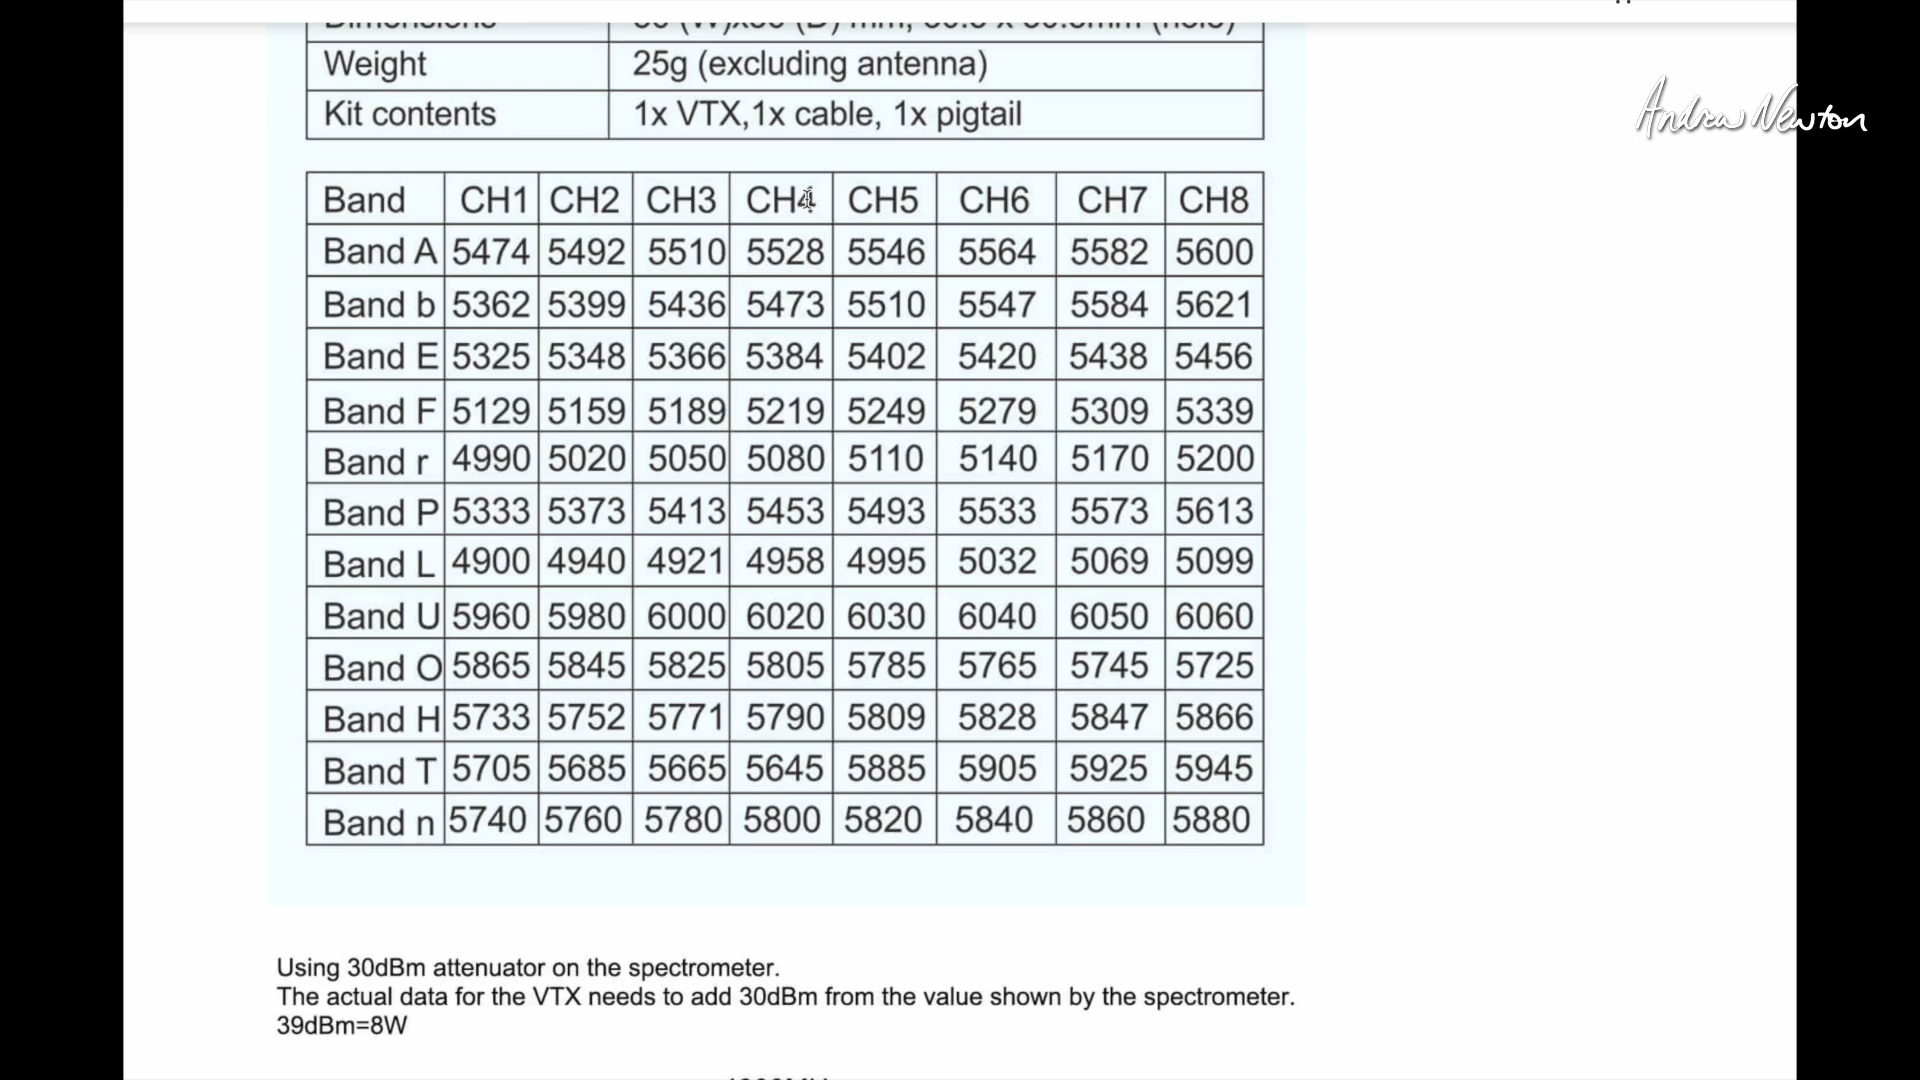 Weight 25g (excluding antenna)
Kit contents 1x VTX,1x cable, 1x pigtail
Andrew Newton
Band CH1 CH2 CH3 CH4 CH5 CH6 CH7 CH8
Band A 5474 5492 5510 5528 5546 5564 5582 5600
Band b 5362 5399 5436 5473 5510 5547 5584 5621
Band E 5325 5348 5366 5384 5402 5420 5438 5456
Band F 5129 5159 5189 5219 5249 5279 5309 5339
Band r 4990 5020 5050 5080 5110 5140 5170 5200
Band P 5333 5373 5413 5453 5493 5533 5573 5613
Band L 4900 4940 4921 4958 4995 5032 5069 5099
Band U 5960 5980 6000 6020 6030 6040 6050 6060
Band O 5865 5845 5825 5805 5785 5765 5745 5725
Band H 5733 5752 5771 5790 5809 5828 5847 5866
Band T 5705 5685 5665 5645 5885 5905 5925 5945
Band n 5740 5760 5780 5800 5820 5840 5860 5880
Using 30dBm attenuator on the spectrometer.
The actual data for the VTX needs to add 30dBm from the value shown by the spectrometer.
39dBm=8W